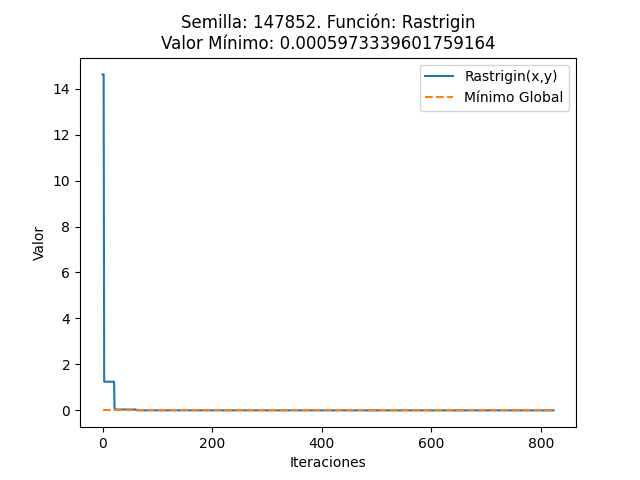 Semilla: 147852. Función: Rastrigin
Valor Mínimo: 0.0005973339601759164
Rastrigin(x,y)
Mínimo Global
14
12
10
8
6
4
2
0
Valor
0
200
400
600
800
Iteraciones